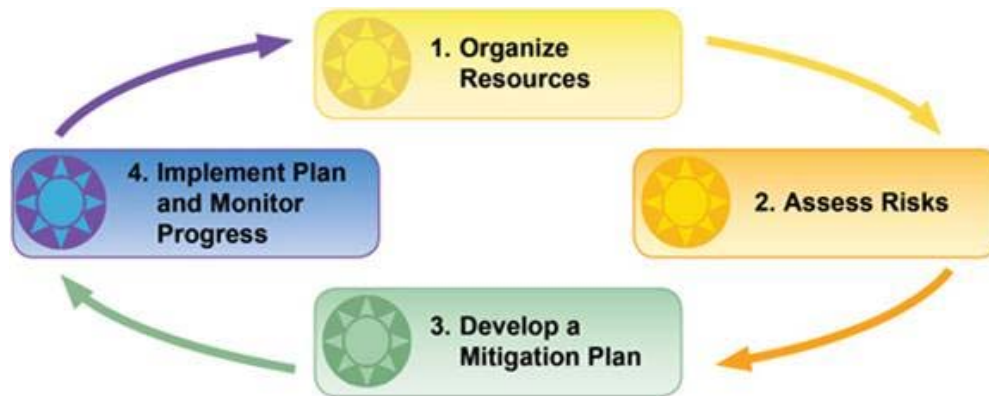 1. Organize
Resources
2. Assess Risks
3. Develop a
Mitigation Plan
4. Implement Plan
and Monitor
Progress